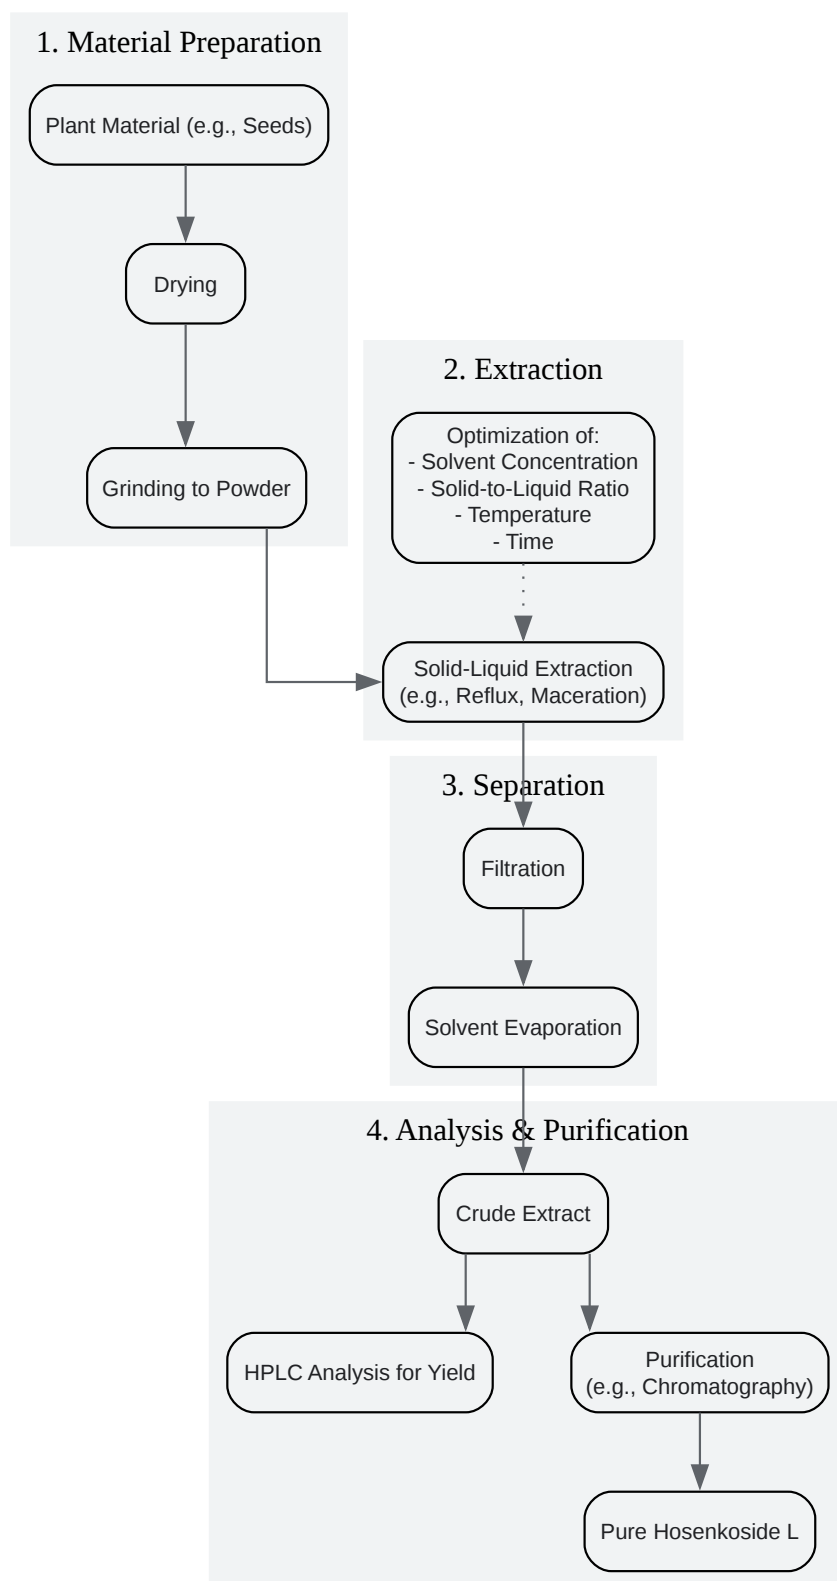 1. Material Preparation
Plant Material (e.g., Seeds)
Drying
Grinding to Powder
2. Extraction
Optimization of:
- Solvent Concentration
- Solid-to-Liquid Ratio
- Temperature
- Time
Solid-Liquid Extraction
(e.g., Reflux, Maceration)
3. Separation
Filtration
Solvent Evaporation
4. Analysis & Purification
Crude Extract
HPLC Analysis for Yield
Purification
(e.g., Chromatography)
Pure Hosenkoside L